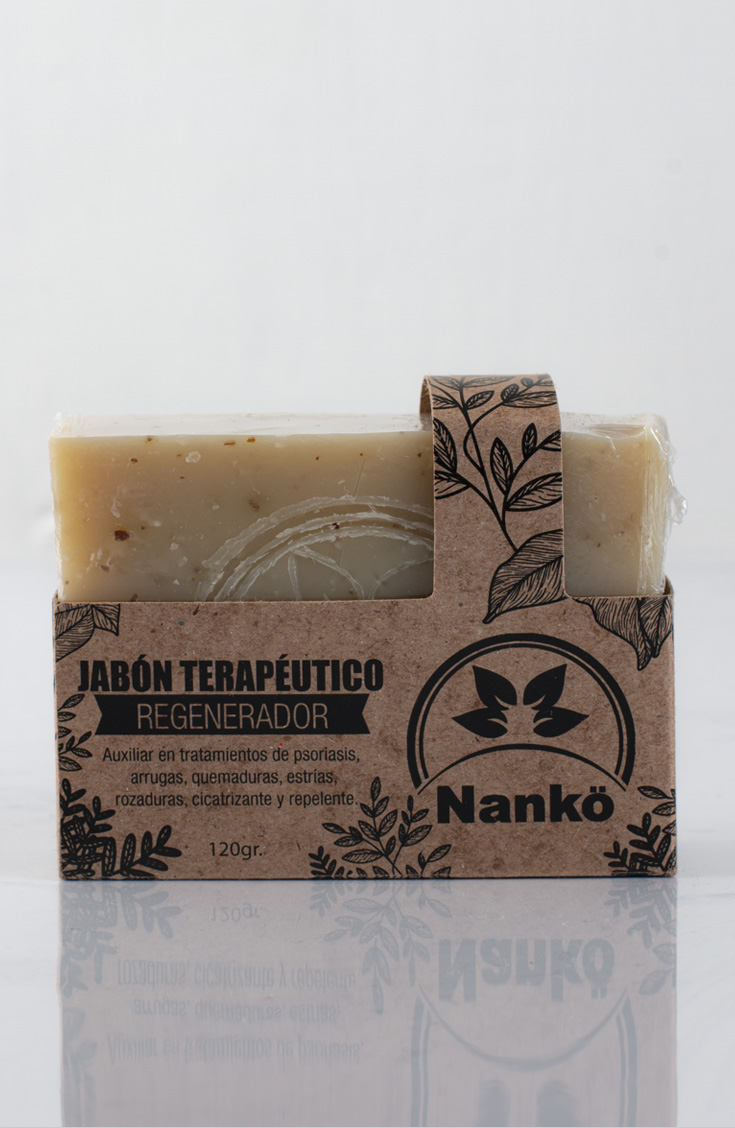 JABÓN TERAPÉUTICO
REGENERADOR
Auxiliar en tratamientos de psoriasis,
arrugas, quemaduras, estrías,
rozaduras, cicatrizante y repelente.
120gr.
Nankö